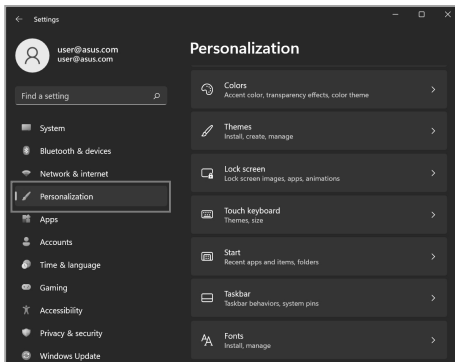 Settings
user@asus.com
user@asus.com
Find a setting
System
Bluetooth & devices
Network & internet
Personalization
Apps
Accounts
Time & language
Gaming
Accessibility
Privacy & security
Windows Update
Personalization
Colors
Accent color, transparency effects, color theme
Themes
Install, create, manage
Lock screen
Lock screen images, apps, animations
Touch keyboard
Themes, size
Start
Recent apps and items, folders
Taskbar
Taskbar behaviors, system pins
Fonts
Install, manage